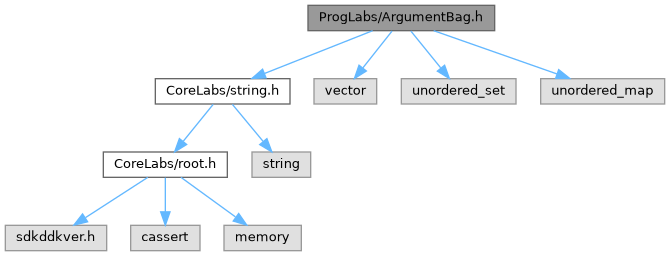 ProgLabs/ArgumentBag.h
CoreLabs/string.h
vector
unordered_set
unordered_map
CoreLabs/root.h
string
sdkddkver.h
cassert
memory